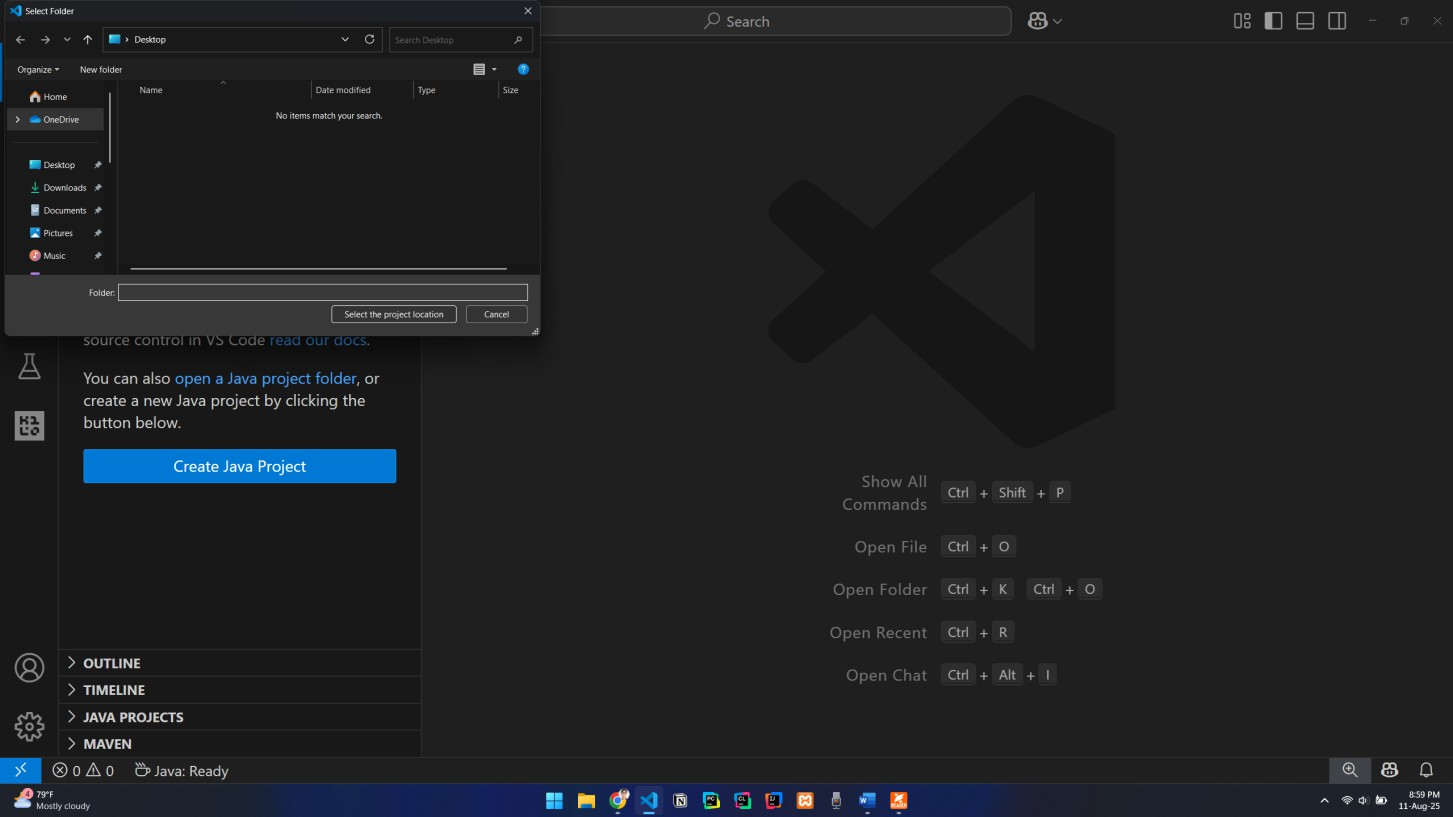 Select Folder
Search
Desktop
Search Desktop
Organize
New folder
Name
Date modified
Type
Size
No items match your search.
Home
OneDrive
Desktop
Downloads
Documents
Pictures
Music
Folder:
Select the project location
Cancel
source control in VS Code read our docs.
You can also open a Java project folder, or
create a new Java project by clicking the
button below.
Create Java Project
Show All
Commands
Ctrl + Shift + P
Open File Ctrl + O
Open Folder Ctrl + K Ctrl + O
Open Recent Ctrl + R
Open Chat Ctrl + Alt + I
OUTLINE
TIMELINE
JAVA PROJECTS
MAVEN
0 0 Java: Ready
4 79°F
Mostly cloudy
8:59 PM
11-Aug-25